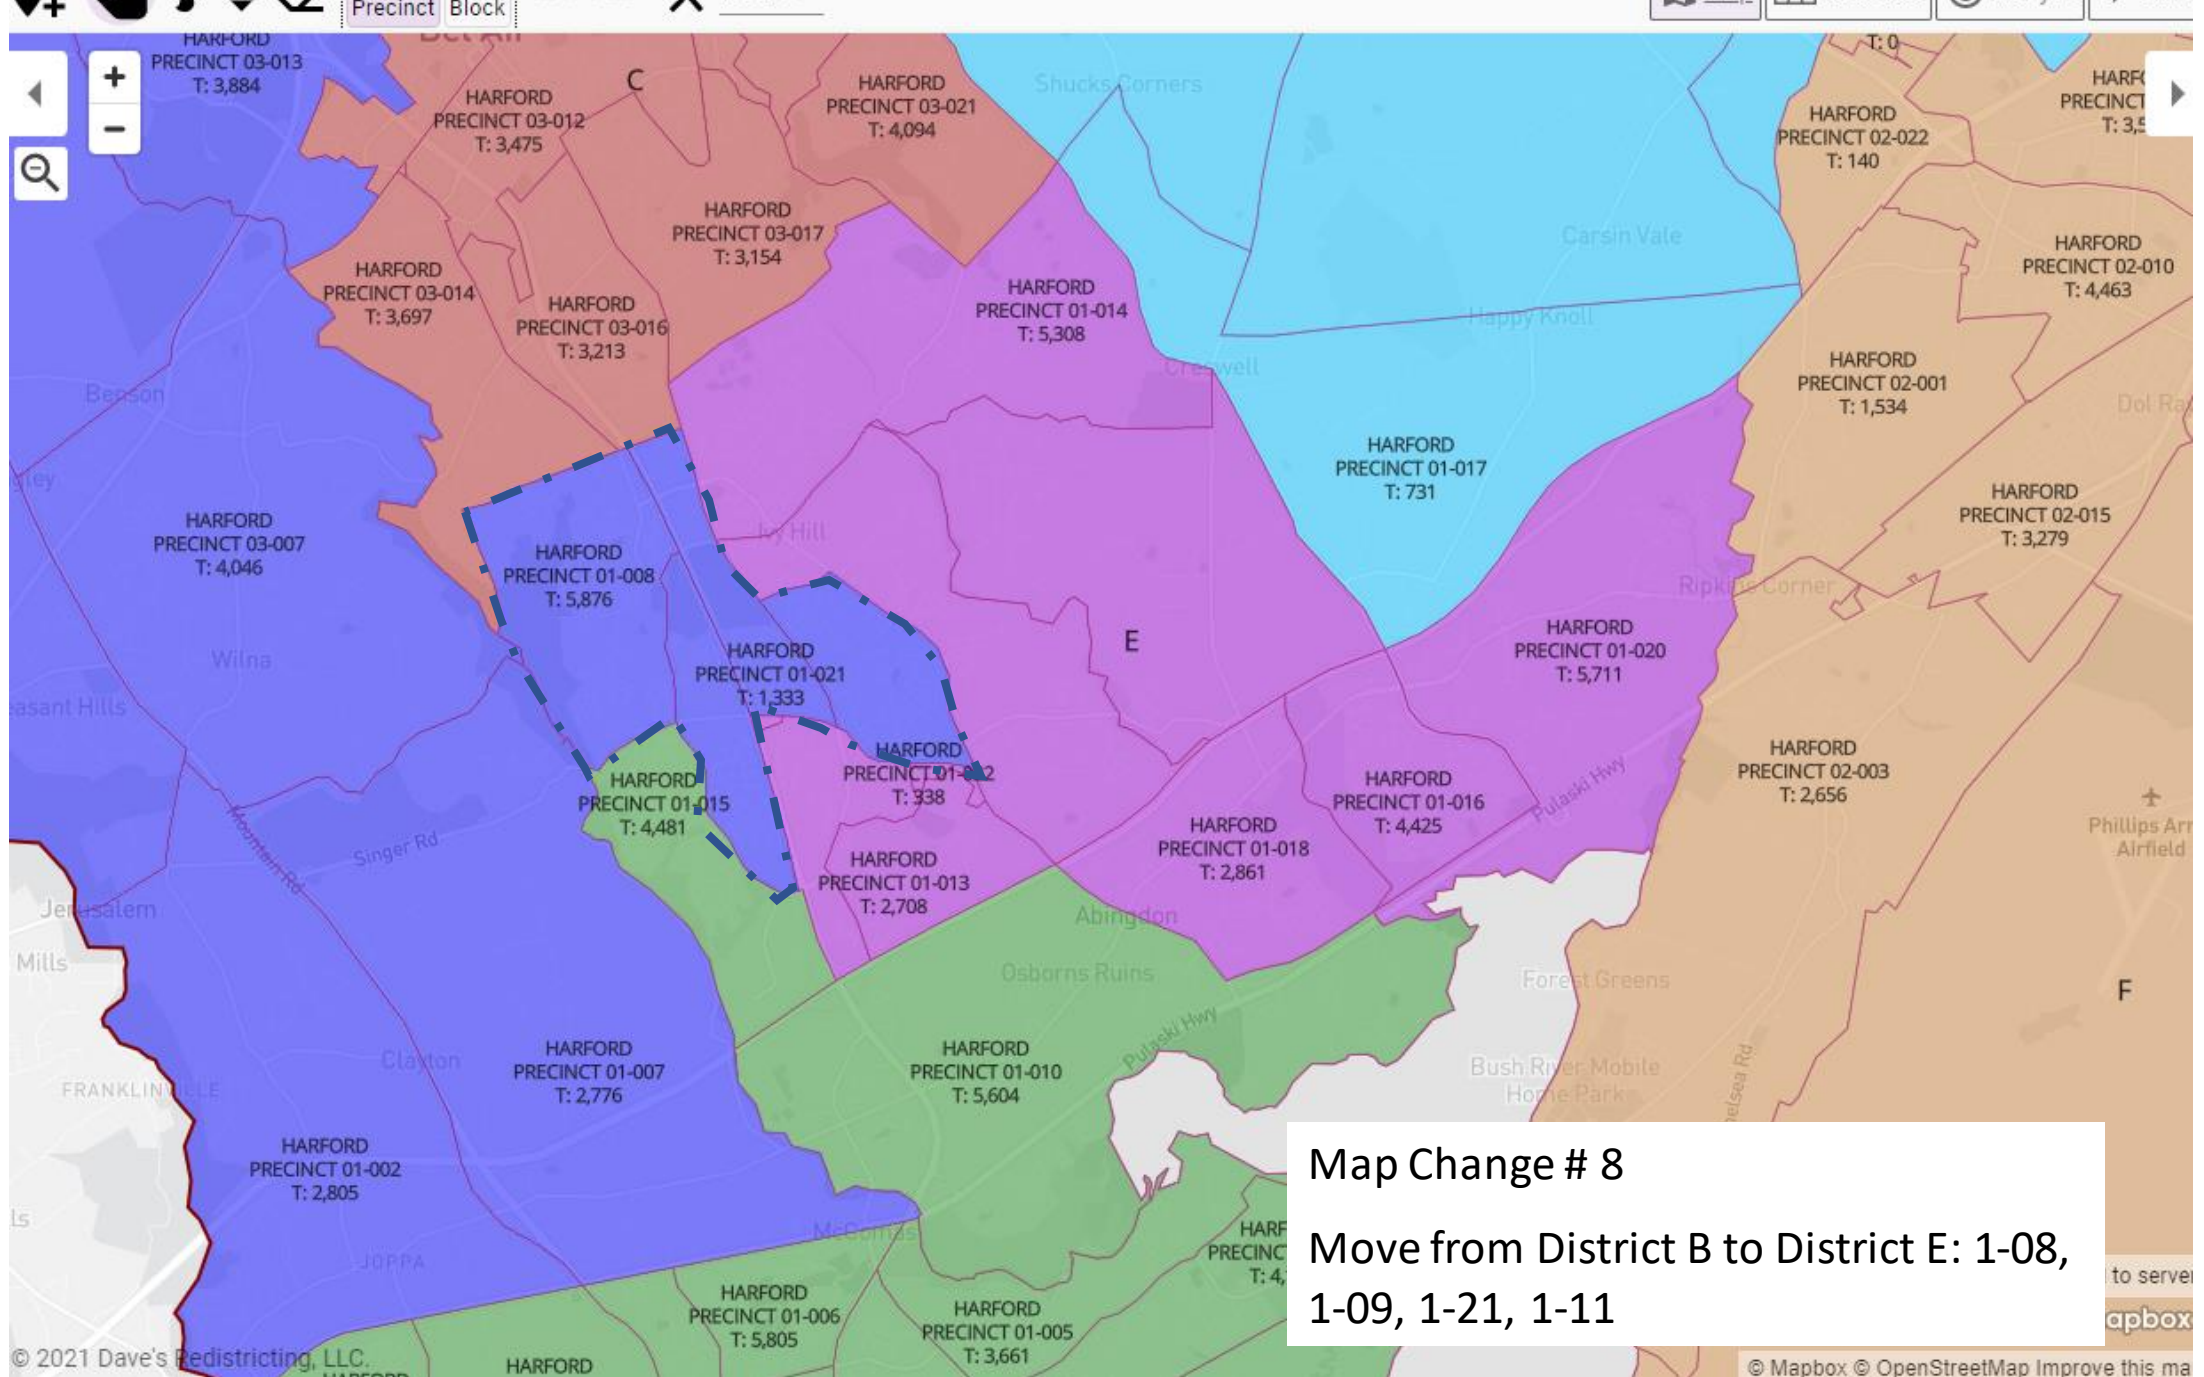 Precinct Block
Bel Air
HARFORD
PRECINCT 03-013
T: 3,884
HARFORD
PRECINCT 03-012
T: 3,475
C
HARFORD
PRECINCT 03-021
T: 4,094
Shucks Corners
T: 0
HARFORD
PRECINCT 02-022
T: 140
PRECINCT
HARFORD
PRECINCT 03-017
T: 3,154
Carsin Vale
HARFORD
PRECINCT 02-010
T: 4,463
HARFORD
PRECINCT 03-014
T: 3,697
HARFORD
PRECINCT 03-016
T: 3,213
HARFORD
PRECINCT 01-014
T: 5,308
Happy Knoll
Creswell
HARFORD
PRECINCT 02-001
T: 1,534
Benson
HARFORD
PRECINCT 01-017
T: 731
HARFORD
PRECINCT 02-015
T: 3,279
HARFORD
PRECINCT 03-007
T: 4,046
Ivy Hill
HARFORD
PRECINCT 01-008
T: 5,876
Ripkins Corner
Wilna
E
HARFORD
PRECINCT 01-021
T: 1,333
HARFORD
PRECINCT 01-020
T: 5,711
HARFORD
T: 338
HARFORD
PRECINCT 01-015
T: 4,481
HARFORD
PRECINCT 01-016
T: 4,425
Pulaski Hwy
HARFORD
PRECINCT 02-003
T: 2,656
Phillips Arm
Airfield
Mountain Rd
Singer Rd
HARFORD
PRECINCT 01-018
T: 2,861
HARFORD
PRECINCT 01-013
T: 2,708
Jerusalem
Mills
Abingdon
Osborns Ruins
Forest Greens
F
Pulaski Hwy
Clayton
HARFORD
PRECINCT 01-007
T: 2,776
HARFORD
PRECINCT 01-010
T: 5,604
Bush River Mobile
Home Park
FRANKLINVILLE
HARFORD
PRECINCT 01-002
T: 2,805
JOPPA
McComas
HARFORD
PRECINCT 01-006
T: 5,805
HARFORD
PRECINCT 01-005
T: 3,661
HARFORD
Map Change # 8
Move from District B to District E: 1-08,
1-09, 1-21, 1-11
to server
apbox
© 2021 Dave's Redistricting, LLC.
© Mapbox © OpenStreetMap Improve this ma